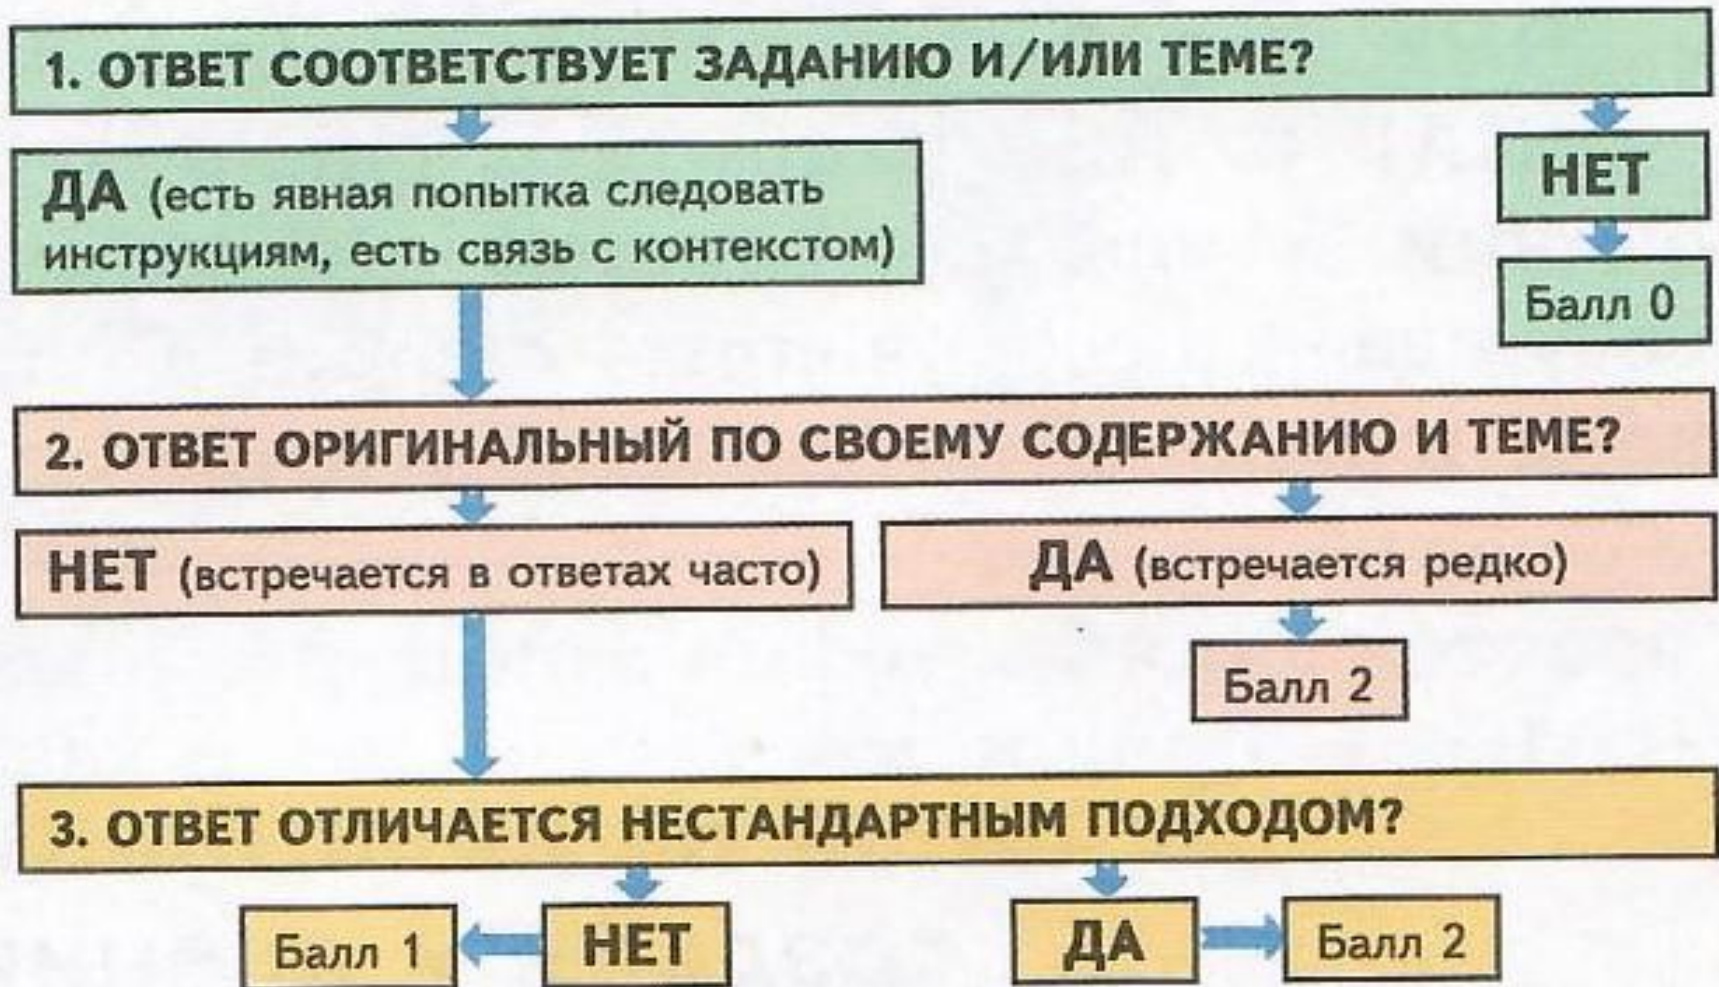 1. ОТВЕТ СООТВЕТСТВУЕТ ЗАДАНИЮ И/ИЛИ ТЕМЕ?
ДА (есть явная попытка следовать
инструкциям, есть связь с контекстом)
НЕТ
Балл 0
2. ОТВЕТ ОРИГИНАЛЬНЫЙ ПО СВОЕМУ СОДЕРЖАНИЮ И ТЕМЕ?
НЕТ (встречается в ответах часто)
ДА (встречается редко)
Балл 2
3. ОТВЕТ ОТЛИЧАЕТСЯ НЕСТАНДАРТНЫМ ПОДХОДОМ?
Балл 1
НЕТ
ДА
Балл 2